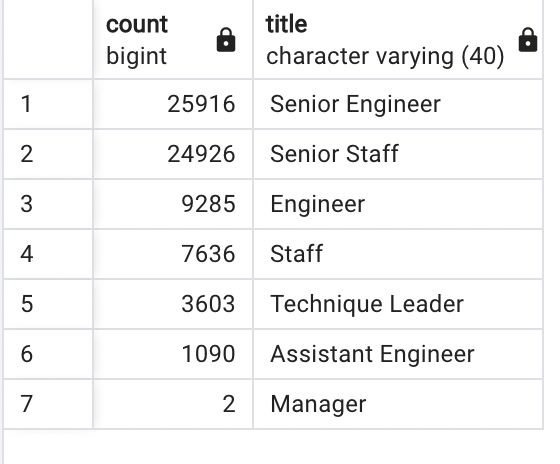 count title
bigint character varying (40)
1 25916 Senior Engineer
2 24926 Senior Staff
3 9285 Engineer
4 7636 Staff
5 3603 Technique Leader
6 1090 Assistant Engineer
7 2 Manager